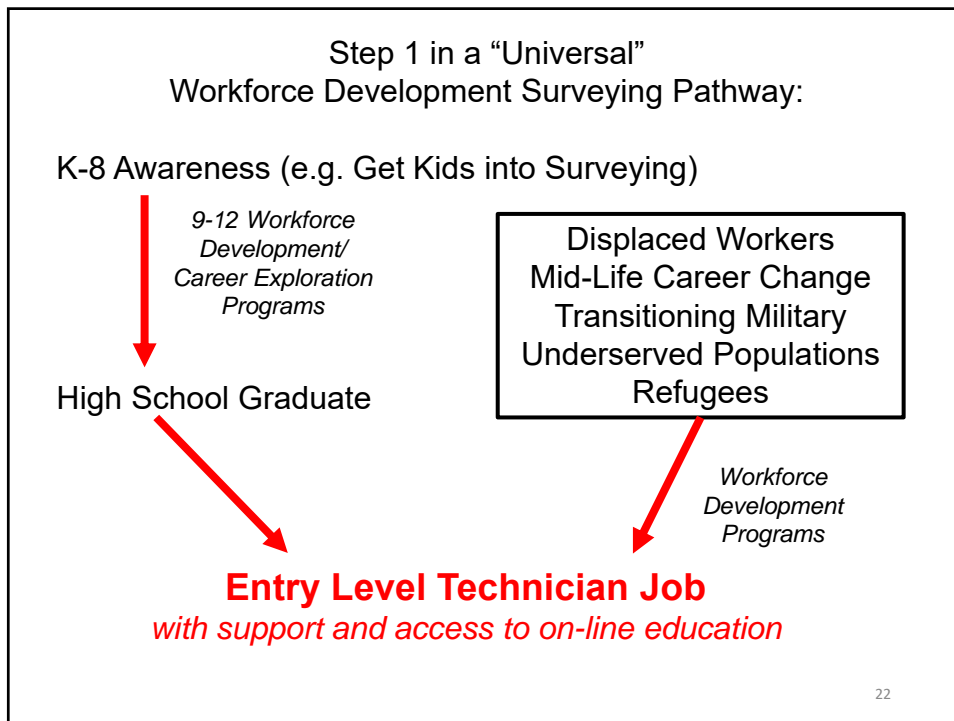 Step 1 in a “Universal”
Workforce Development Surveying Pathway:
K-8 Awareness (e.g. Get Kids into Surveying)
9-12 Workforce
Development/
Career Exploration
Programs
High School Graduate
Displaced Workers
Mid-Life Career Change
Transitioning Military
Underserved Populations
Refugees
Workforce
Development
Programs
Entry Level Technician Job
with support and access to on-line education
22